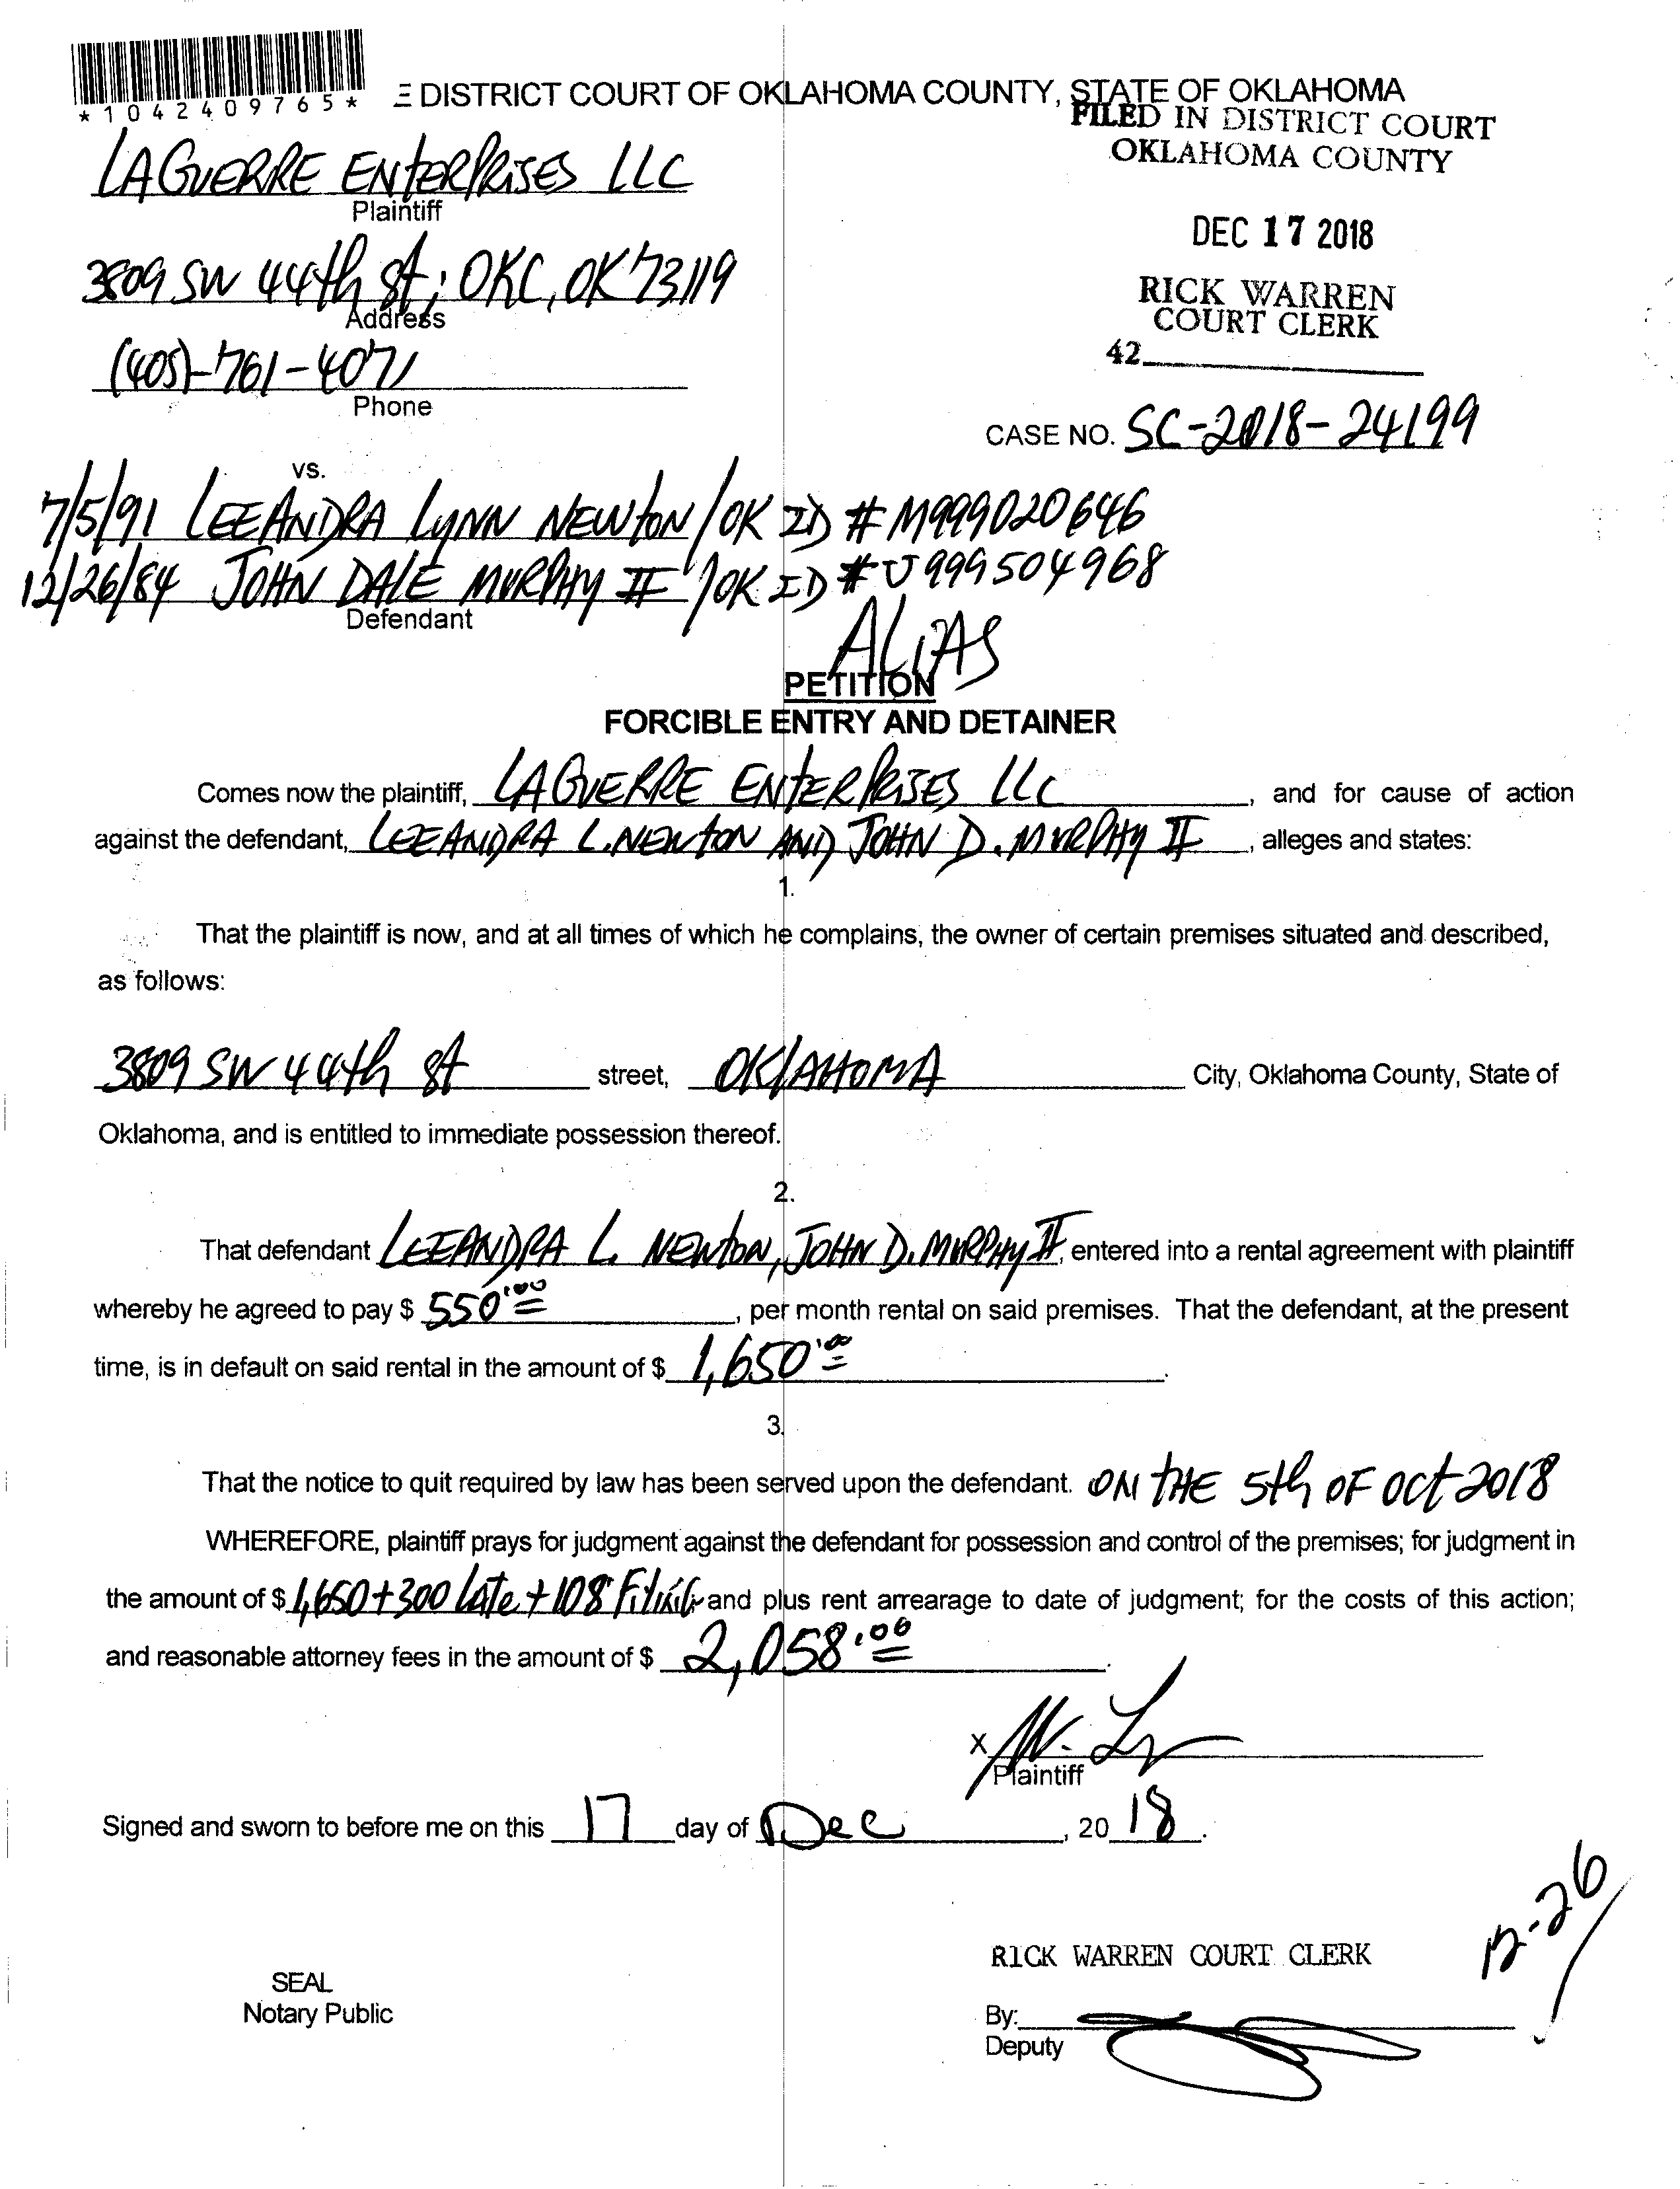 *1042409765*
E DISTRICT COURT OF OKLAHOMA COUNTY, STATE OF OKLAHOMA
FILED IN DISTRICT COURT
OKLAHOMA COUNTY
LAGUERRE ENTERPRISES LLC
Plaintiff
DEC 17 2018
3809 SW 44th St; OKC, OK 73119
Address
RICK WARREN
COURT CLERK
42
(405)-761-4071
Phone
CASE NO. SC-2018-24199
vs.
7/5/91 LEEANDRA LYNN NEWTON / OK ID # M999020646
12/26/84 JOHN DALE MURPHY II / OK ID # U999504968
Defendant
ALIAS
PETITION
FORCIBLE ENTRY AND DETAINER
Comes now the plaintiff, LAGUERRE ENTERPRISES LLC, and for cause of action
against the defendant, LEEANDRA L. NEWTON AND JOHN D. MURPHY II, alleges and states:
1.
That the plaintiff is now, and at all times of which he complains, the owner of certain premises situated and described,
as follows:
3809 SW 44th St street, OKLAHOMA City, Oklahoma County, State of
Oklahoma, and is entitled to immediate possession thereof.
2.
That defendant LEEANDRA L. NEWTON, JOHN D. MURPHY II, entered into a rental agreement with plaintiff
whereby he agreed to pay $ 550.00, per month rental on said premises. That the defendant, at the present
time, is in default on said rental in the amount of $ 1,650.00.
3.
That the notice to quit required by law has been served upon the defendant. ON THE 5th OF OCT 2018
WHEREFORE, plaintiff prays for judgment against the defendant for possession and control of the premises; for judgment in
the amount of $ 1,650 + 300 Late + 108 Filing and plus rent arrearage to date of judgment; for the costs of this action;
and reasonable attorney fees in the amount of $ 2,058.00.
X
Plaintiff
Signed and sworn to before me on this 17 day of Dec, 2018.
12-26
RICK WARREN COURT CLERK
SEAL
Notary Public
By:
Deputy